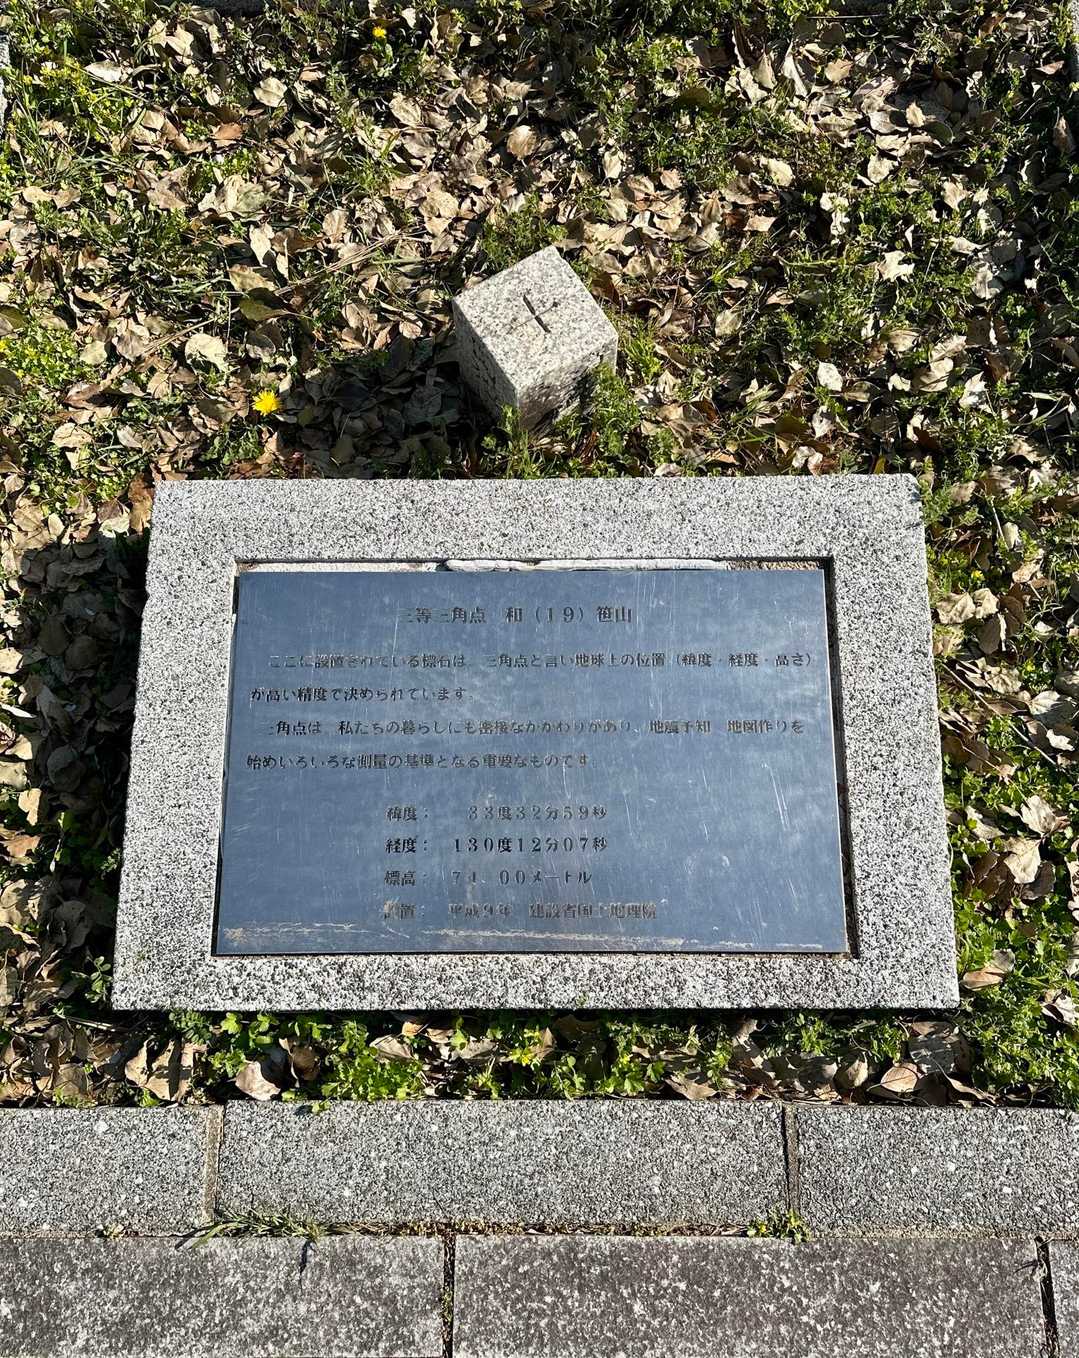 三等三角点 和(19)笹山
ここに設置されている標石は、三角点と言い地球上の位置(緯度・経度・高さ)
が高い精度で決められています。
三角点は 私たちの暮らしにも密接なかかわりがあり、地震予知 地図作りを
始めいろいろな測量の基準となる重要なものです。
緯度: 33度32分59秒
経度: 130度12分07秒
標高: 71.00メートル
設置: 平成9年 建設省国土地理院